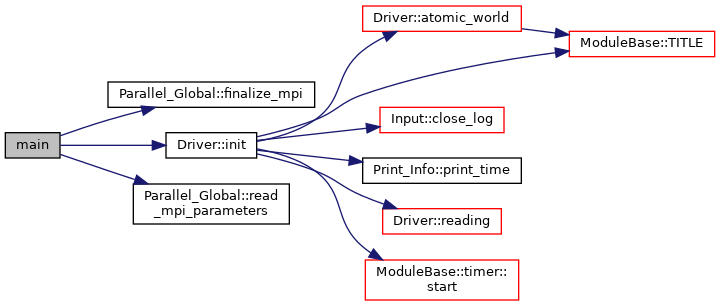 main
Parallel_Global::finalize_mpi
Driver::init
Parallel_Global::read
_mpi_parameters
Driver::atomic_world
ModuleBase::TITLE
Input::close_log
Print_Info::print_time
Driver::reading
ModuleBase::timer::
start